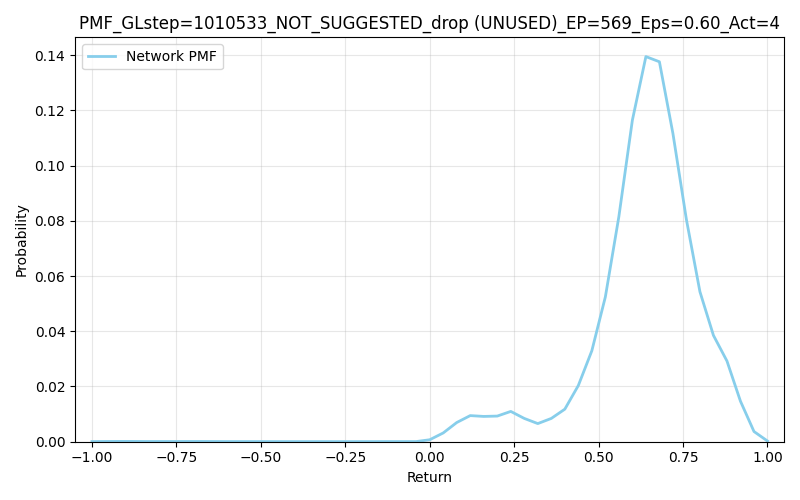 PMF_GLstep=1010533_NOT_SUGGESTED_drop (UNUSED)_EP=569_Eps=0.60_Act=4
Network PMF
0.14
0.12
0.10
0.08
0.06
0.04
0.02
0.00
Probability
−1.00 −0.75 −0.50 −0.25 0.00 0.25 0.50 0.75 1.00
Return